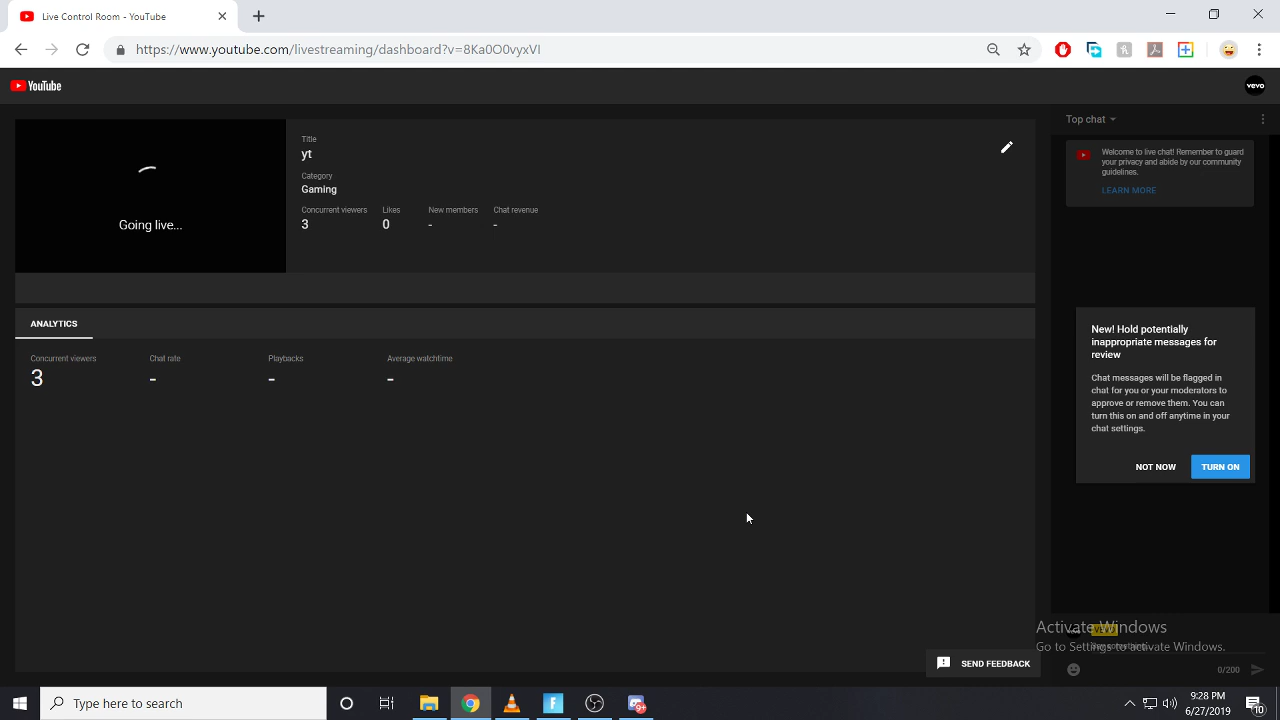 Live Control Room - YouTube
https://www.youtube.com/livestreaming/dashboard?v=8Ka0O0vyxVI
YouTube
vevo
Going live...
Title
yt
Category
Gaming
Concurrent viewers Likes New members Chat revenue
3 0 - -
ANALYTICS
Concurrent viewers Chat rate Playbacks Average watchtime
3 - - -
SEND FEEDBACK
Top chat
Welcome to live chat! Remember to guard
your privacy and abide by our community
guidelines.
LEARN MORE
New! Hold potentially
inappropriate messages for
review
Chat messages will be flagged in
chat for you or your moderators to
approve or remove them. You can
turn this on and off anytime in your
chat settings.
NOT NOW TURN ON
VEVO
Activate Windows
Go to Settings to activate Windows.
0/200
Type here to search
9:28 PM
6/27/2019
10